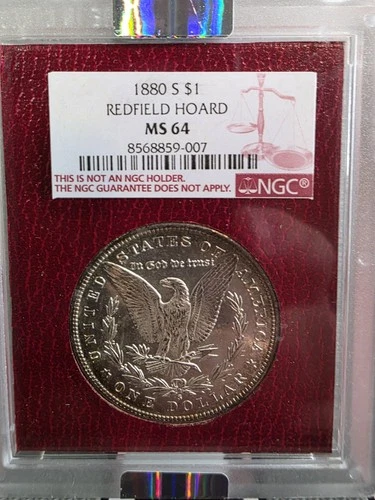 1880 S $1
REDFIELD HOARD
MS 64
8568859-007
THIS IS NOT AN NGC HOLDER.
THE NGC GUARANTEE DOES NOT APPLY.
NGC®
UNITED STATES OF AMERICA
In God we trust
S
ONE DOLLAR